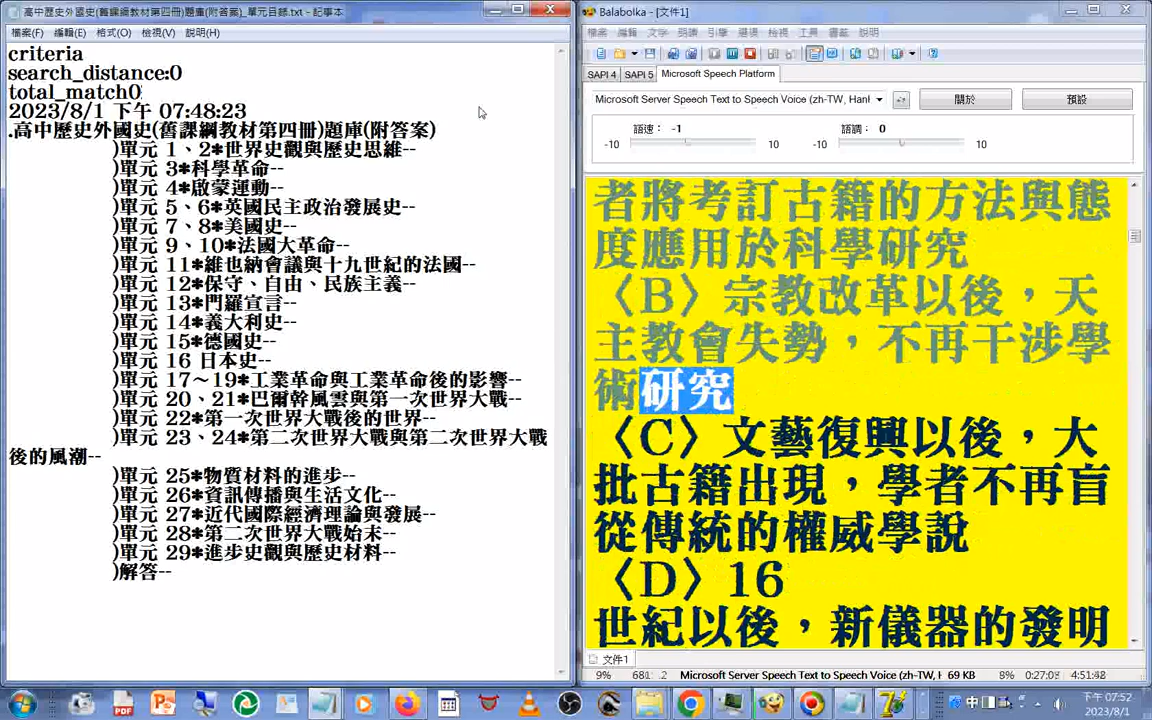 高中歷史外國史(舊課綱教材第四冊)題庫(附答案)_單元目錄.txt - 記事本
檔案(F) 編輯(E) 格式(O) 檢視(V) 說明(H)
criteria
search_distance:0
total_match0
2023/8/1 下午 07:48:23
.高中歷史外國史(舊課綱教材第四冊)題庫(附答案)
)單元 1、2*世界史觀與歷史思維--
)單元 3*科學革命--
)單元 4*啟蒙運動--
)單元 5、6*英國民主政治發展史--
)單元 7、8*美國史--
)單元 9、10*法國大革命--
)單元 11*維也納會議與十九世紀的法國--
)單元 12*保守、自由、民族主義--
)單元 13*門羅宣言--
)單元 14*義大利史--
)單元 15*德國史--
)單元 16 日本史--
)單元 17～19*工業革命與工業革命後的影響--
)單元 20、21*巴爾幹風雲與第一次世界大戰--
)單元 22*第一次世界大戰後的世界--
)單元 23、24*第二次世界大戰與第二次世界大戰
後的風潮--
)單元 25*物質材料的進步--
)單元 26*資訊傳播與生活文化--
)單元 27*近代國際經濟理論與發展--
)單元 28*第二次世界大戰始末--
)單元 29*進步史觀與歷史材料--
)解答--
Balabolka - [文件1]
檔案 編輯 文字 朗讀 引擎 選項 檢視 工具 書籤 說明
SAPI 4 SAPI 5 Microsoft Speech Platform
Microsoft Server Speech Text to Speech Voice (zh-TW, Hanl
關於 預設
語速： -1 語調： 0
-10 10 -10 10
者將考訂古籍的方法與態
度應用於科學研究
〈B〉宗教改革以後，天
主教會失勢，不再干涉學
術研究
〈C〉文藝復興以後，大
批古籍出現，學者不再盲
從傳統的權威學說
〈D〉16
世紀以後，新儀器的發明
文件1
9% 681: 2 Microsoft Server Speech Text to Speech Voice (zh-TW, H 69 KB 8% 4:51:42
PDF
中
下午 07:52
2023/8/1